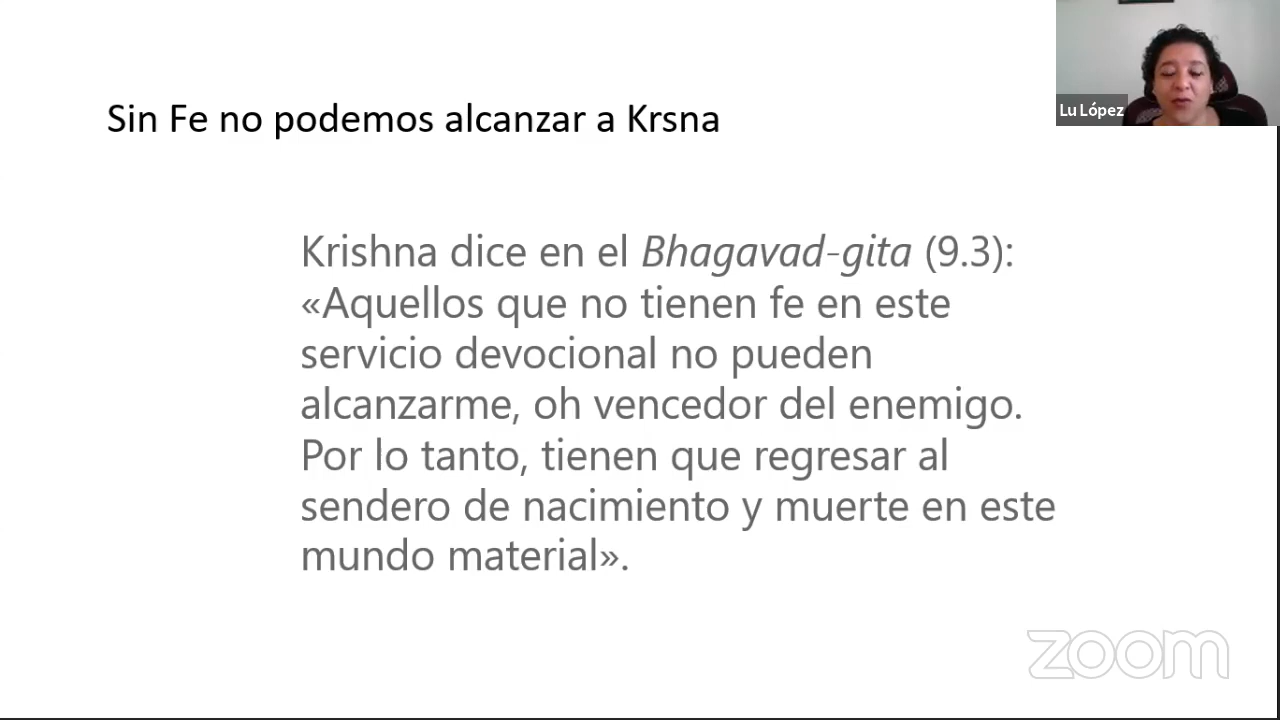 Lu López
Sin Fe no podemos alcanzar a Krsna
Krishna dice en el Bhagavad-gita (9.3):
«Aquellos que no tienen fe en este
servicio devocional no pueden
alcanzarme, oh vencedor del enemigo.
Por lo tanto, tienen que regresar al
sendero de nacimiento y muerte en este
mundo material».
zoom